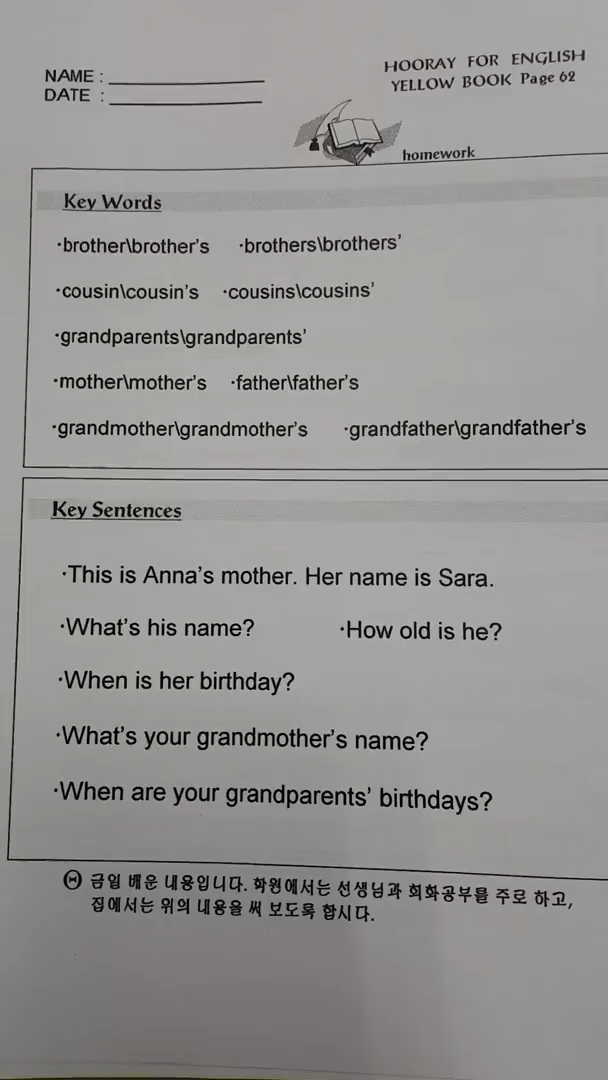 NAME : ____________
DATE : ____________
HOORAY FOR ENGLISH
YELLOW BOOK Page 62
homework
Key Words
·brother\brother's ·brothers\brothers'
·cousin\cousin's ·cousins\cousins'
·grandparents\grandparents'
·mother\mother's ·father\father's
·grandmother\grandmother's ·grandfather\grandfather's
Key Sentences
·This is Anna's mother. Her name is Sara.
·What's his name? ·How old is he?
·When is her birthday?
·What's your grandmother's name?
·When are your grandparents' birthdays?
금일 배운 내용입니다. 학원에서는 선생님과 회화공부를 주로 하고,
집에서는 위의 내용을 써 보도록 합시다.